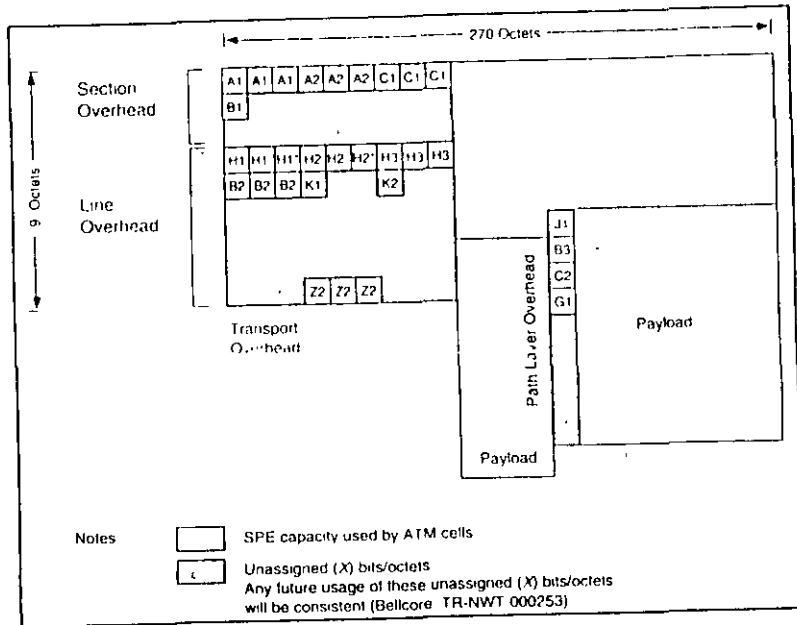 270 Octets
9 Octets
Section
Overhead
A1 A1 A1 A2 A2 A2 C1 C1 C1
B1
Line
Overhead
H1 H1 H1* H2 H2 H2* H3 H3 H3
B2 B2 B2 K1 K2
Z2 Z2 Z2
Transport
Overhead
J1
B3
C2
G1
Path Layer Overhead
Payload
Payload
Notes
SPE capacity used by ATM cells
Unassigned (X) bits/octets
Any future usage of these unassigned (X) bits/octets
will be consistent (Bellcore TR-NWT 000253)